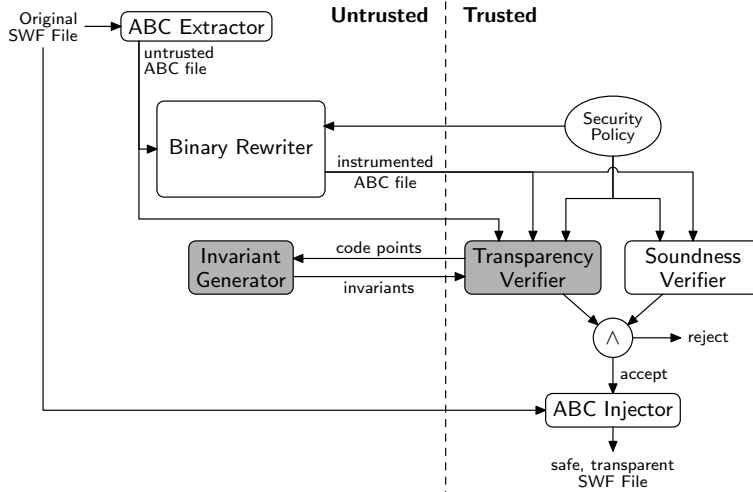 Untrusted
Trusted
Original
SWF File
ABC Extractor
untrusted
ABC file
Binary Rewriter
Security
Policy
instrumented
ABC file
Invariant
Generator
code points
invariants
Transparency
Verifier
Soundness
Verifier
∧
reject
accept
ABC Injector
safe, transparent
SWF File